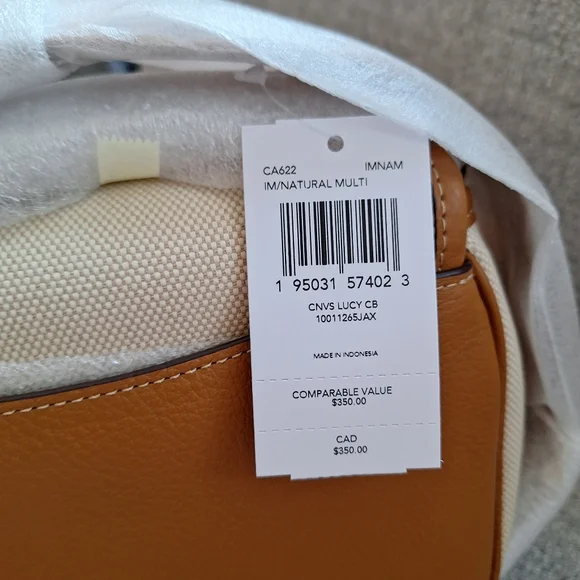 CA622 IMNAM
IM/NATURAL MULTI
1 95031 57402 3
CNVS LUCY CB
10011265JAX
MADE IN INDONESIA
COMPARABLE VALUE
$350.00
CAD
$350.00